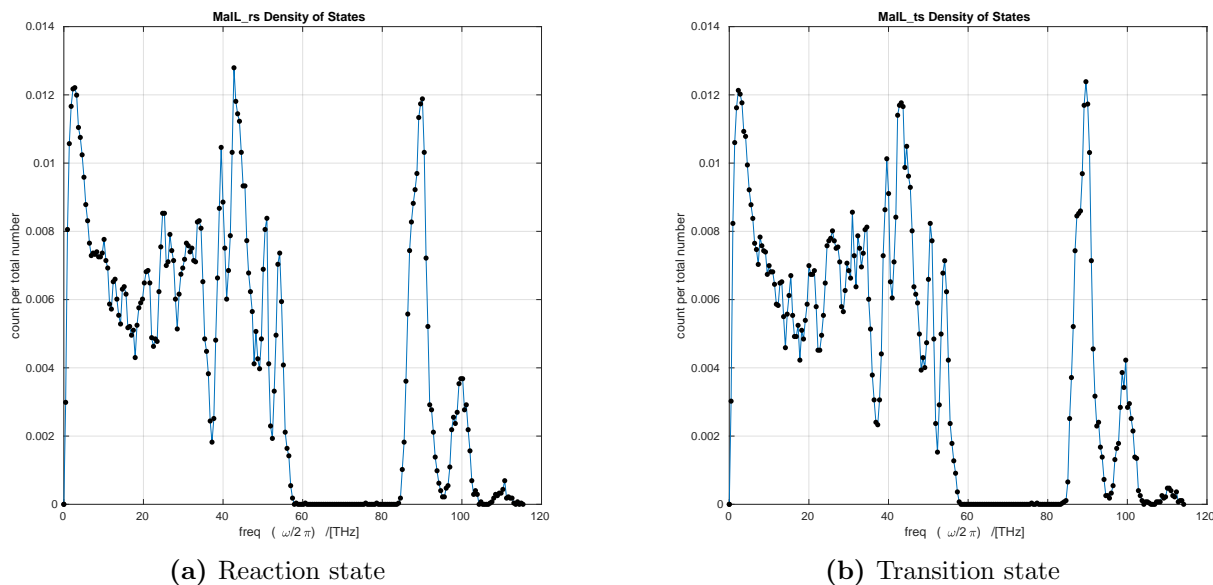 MalL_rs Density of States
0.014
0.012
0.01
0.008
0.006
0.004
0.002
0
count per total number
0 20 40 60 80 100 120
freq (ω/2 π) /[THz]
(a) Reaction state
MalL_ts Density of States
0.014
0.012
0.01
0.008
0.006
0.004
0.002
0
count per total number
0 20 40 60 80 100 120
freq (ω/2 π) /[THz]
(b) Transition state